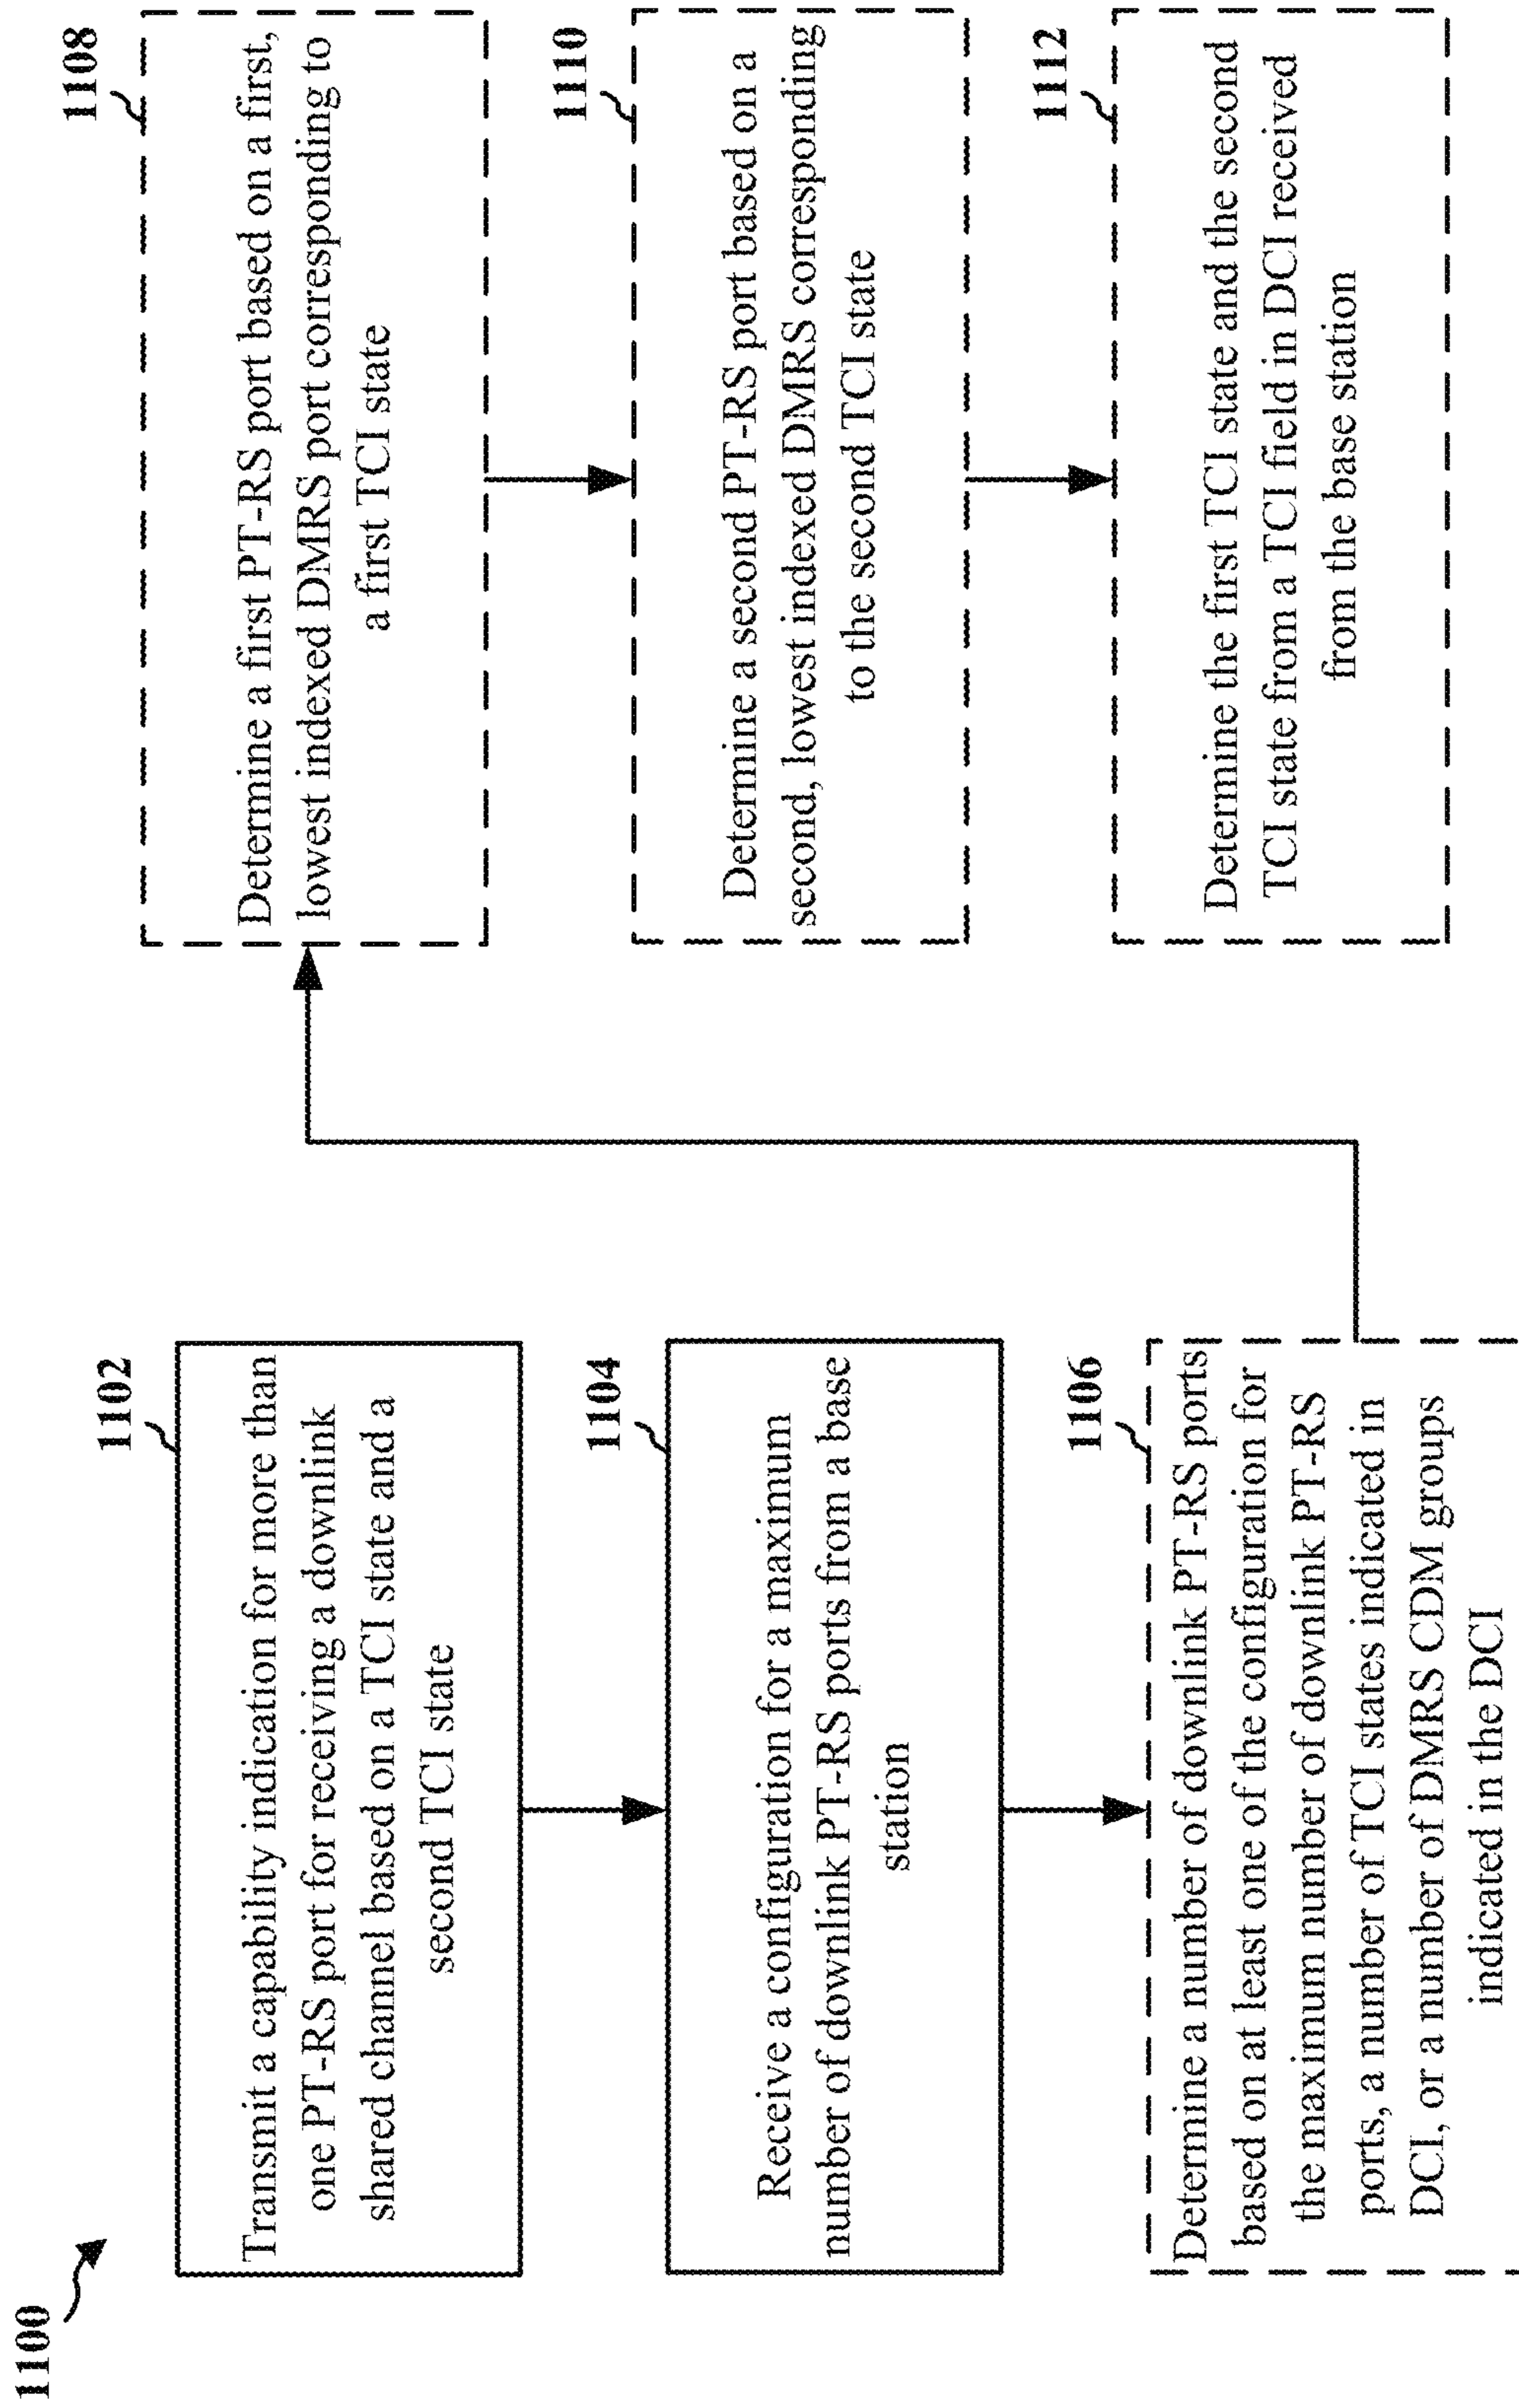 1100
1102
Transmit a capability indication for more than
one PT-RS port for receiving a downlink
shared channel based on a TCI state and a
second TCI state
1104
Receive a configuration for a maximum
number of downlink PT-RS ports from a base
station
1106
Determine a number of downlink PT-RS ports
based on at least one of the configuration for
the maximum number of downlink PT-RS
ports, a number of TCI states indicated in
DCI, or a number of DMRS CDM groups
indicated in the DCI
1108
Determine a first PT-RS port based on a first,
lowest indexed DMRS port corresponding to
a first TCI state
1110
Determine a second PT-RS port based on a
second, lowest indexed DMRS corresponding
to the second TCI state
1112
Determine the first TCI state and the second
TCI state from a TCI field in DCI received
from the base station